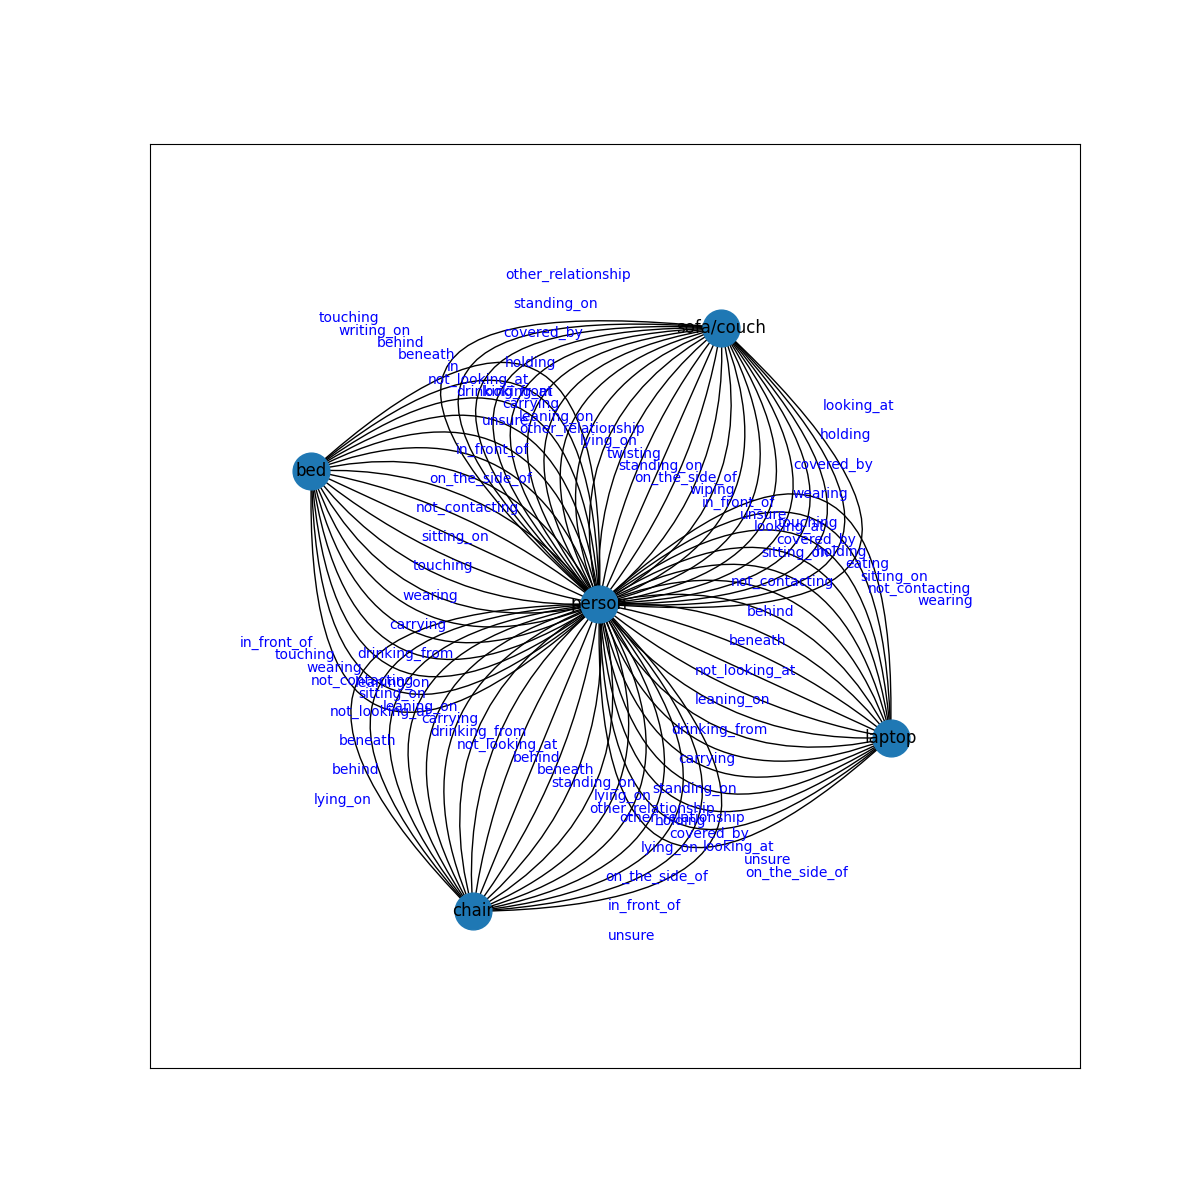 other_relationship
standing_on
touching
writing_on
covered_by
sofa/couch
behind
beneath
holding
in
not_looking_at
drinking_from
looking_at
carrying
looking_at
leaning_on
unsure
other_relationship
holding
lying_on
in_front_of
twisting
standing_on
covered_by
bed
on_the_side_of
on_the_side_of
wiping
wearing
in_front_of
not_contacting
unsure
touching
looking_at
sitting_on
covered_by
sitting_on
holding
touching
eating
sitting_on
not_contacting
not_contacting
wearing
wearing
person
behind
carrying
beneath
in_front_of
drinking_from
touching
wearing
not_looking_at
not_contacting
leaning_on
sitting_on
leaning_on
leaning_on
not_looking_at
carrying
drinking_from
drinking_from
beneath
laptop
not_looking_at
behind
carrying
behind
beneath
standing_on
standing_on
lying_on
lying_on
other_relationship
other_relationship
holding
covered_by
lying_on
looking_at
unsure
on_the_side_of
on_the_side_of
in_front_of
chair
unsure